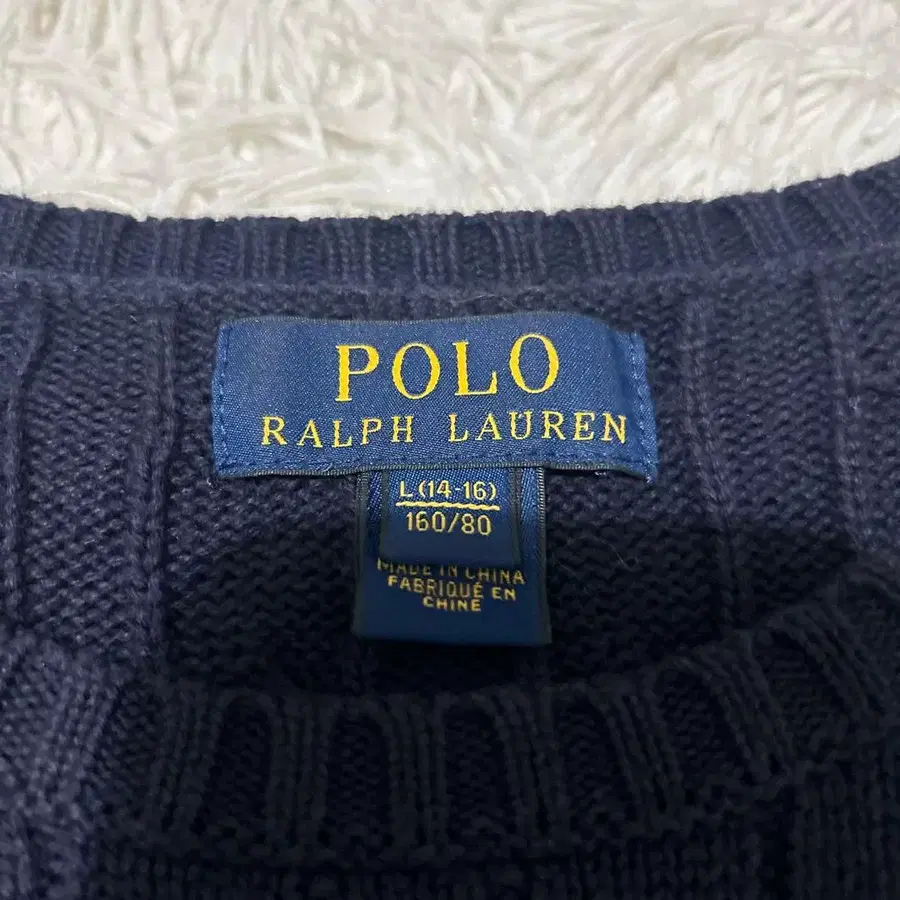 POLO
RALPH LAUREN
L (14-16)
160/80
MADE IN CHINA
FABRIQUÉ EN
CHINE